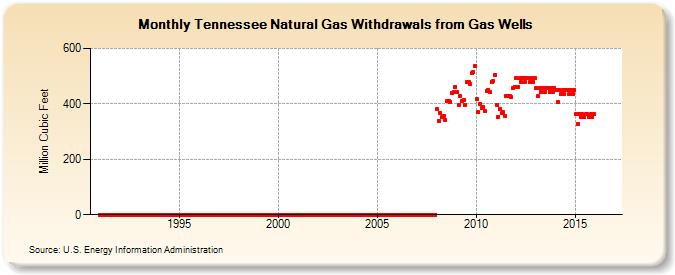 Monthly Tennessee Natural Gas Withdrawals from Gas Wells
Million Cubic Feet
600
400
200
0
1995 2000 2005 2010 2015
Source: U.S. Energy Information Administration